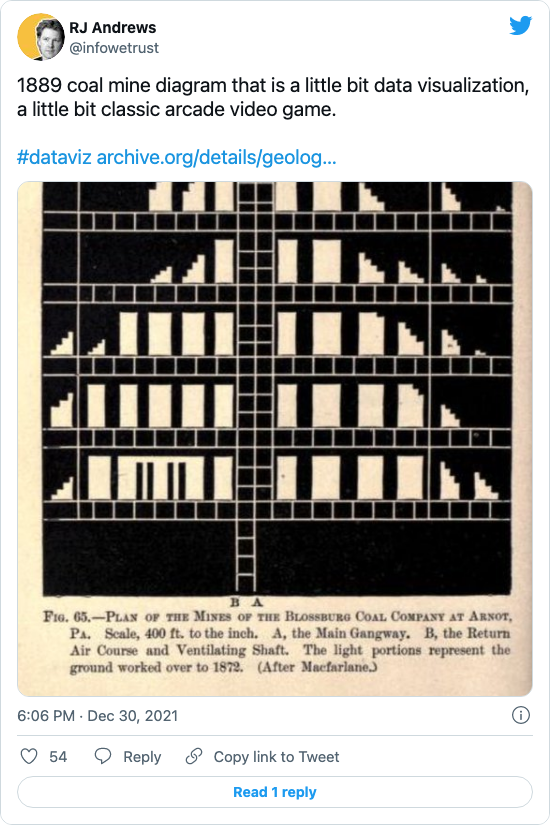 RJ Andrews
@infowetrust
1889 coal mine diagram that is a little bit data visualization,
a little bit classic arcade video game.
#dataviz archive.org/details/geolog...
B A
FIG. 65.—PLAN OF THE MINES OF THE BLOSSBURG COAL COMPANY AT ARNOT,
PA. Scale, 400 ft. to the inch. A, the Main Gangway. B, the Return
Air Course and Ventilating Shaft. The light portions represent the
ground worked over to 1872. (After Macfarlane.)
6:06 PM · Dec 30, 2021
54 Reply Copy link to Tweet
Read 1 reply